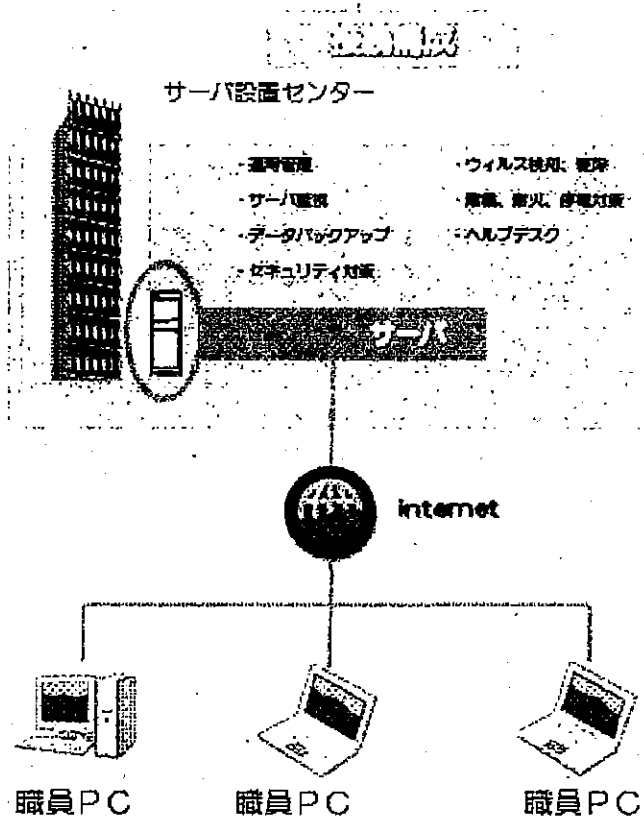 サーバ設置センター
・運用管理
・サーバ監視
・データバックアップ
・セキュリティ対策
・ウィルス検知、駆除
・耐震、耐火、停電対策
・ヘルプデスク
サーバ
internet
職員PC 職員PC 職員PC